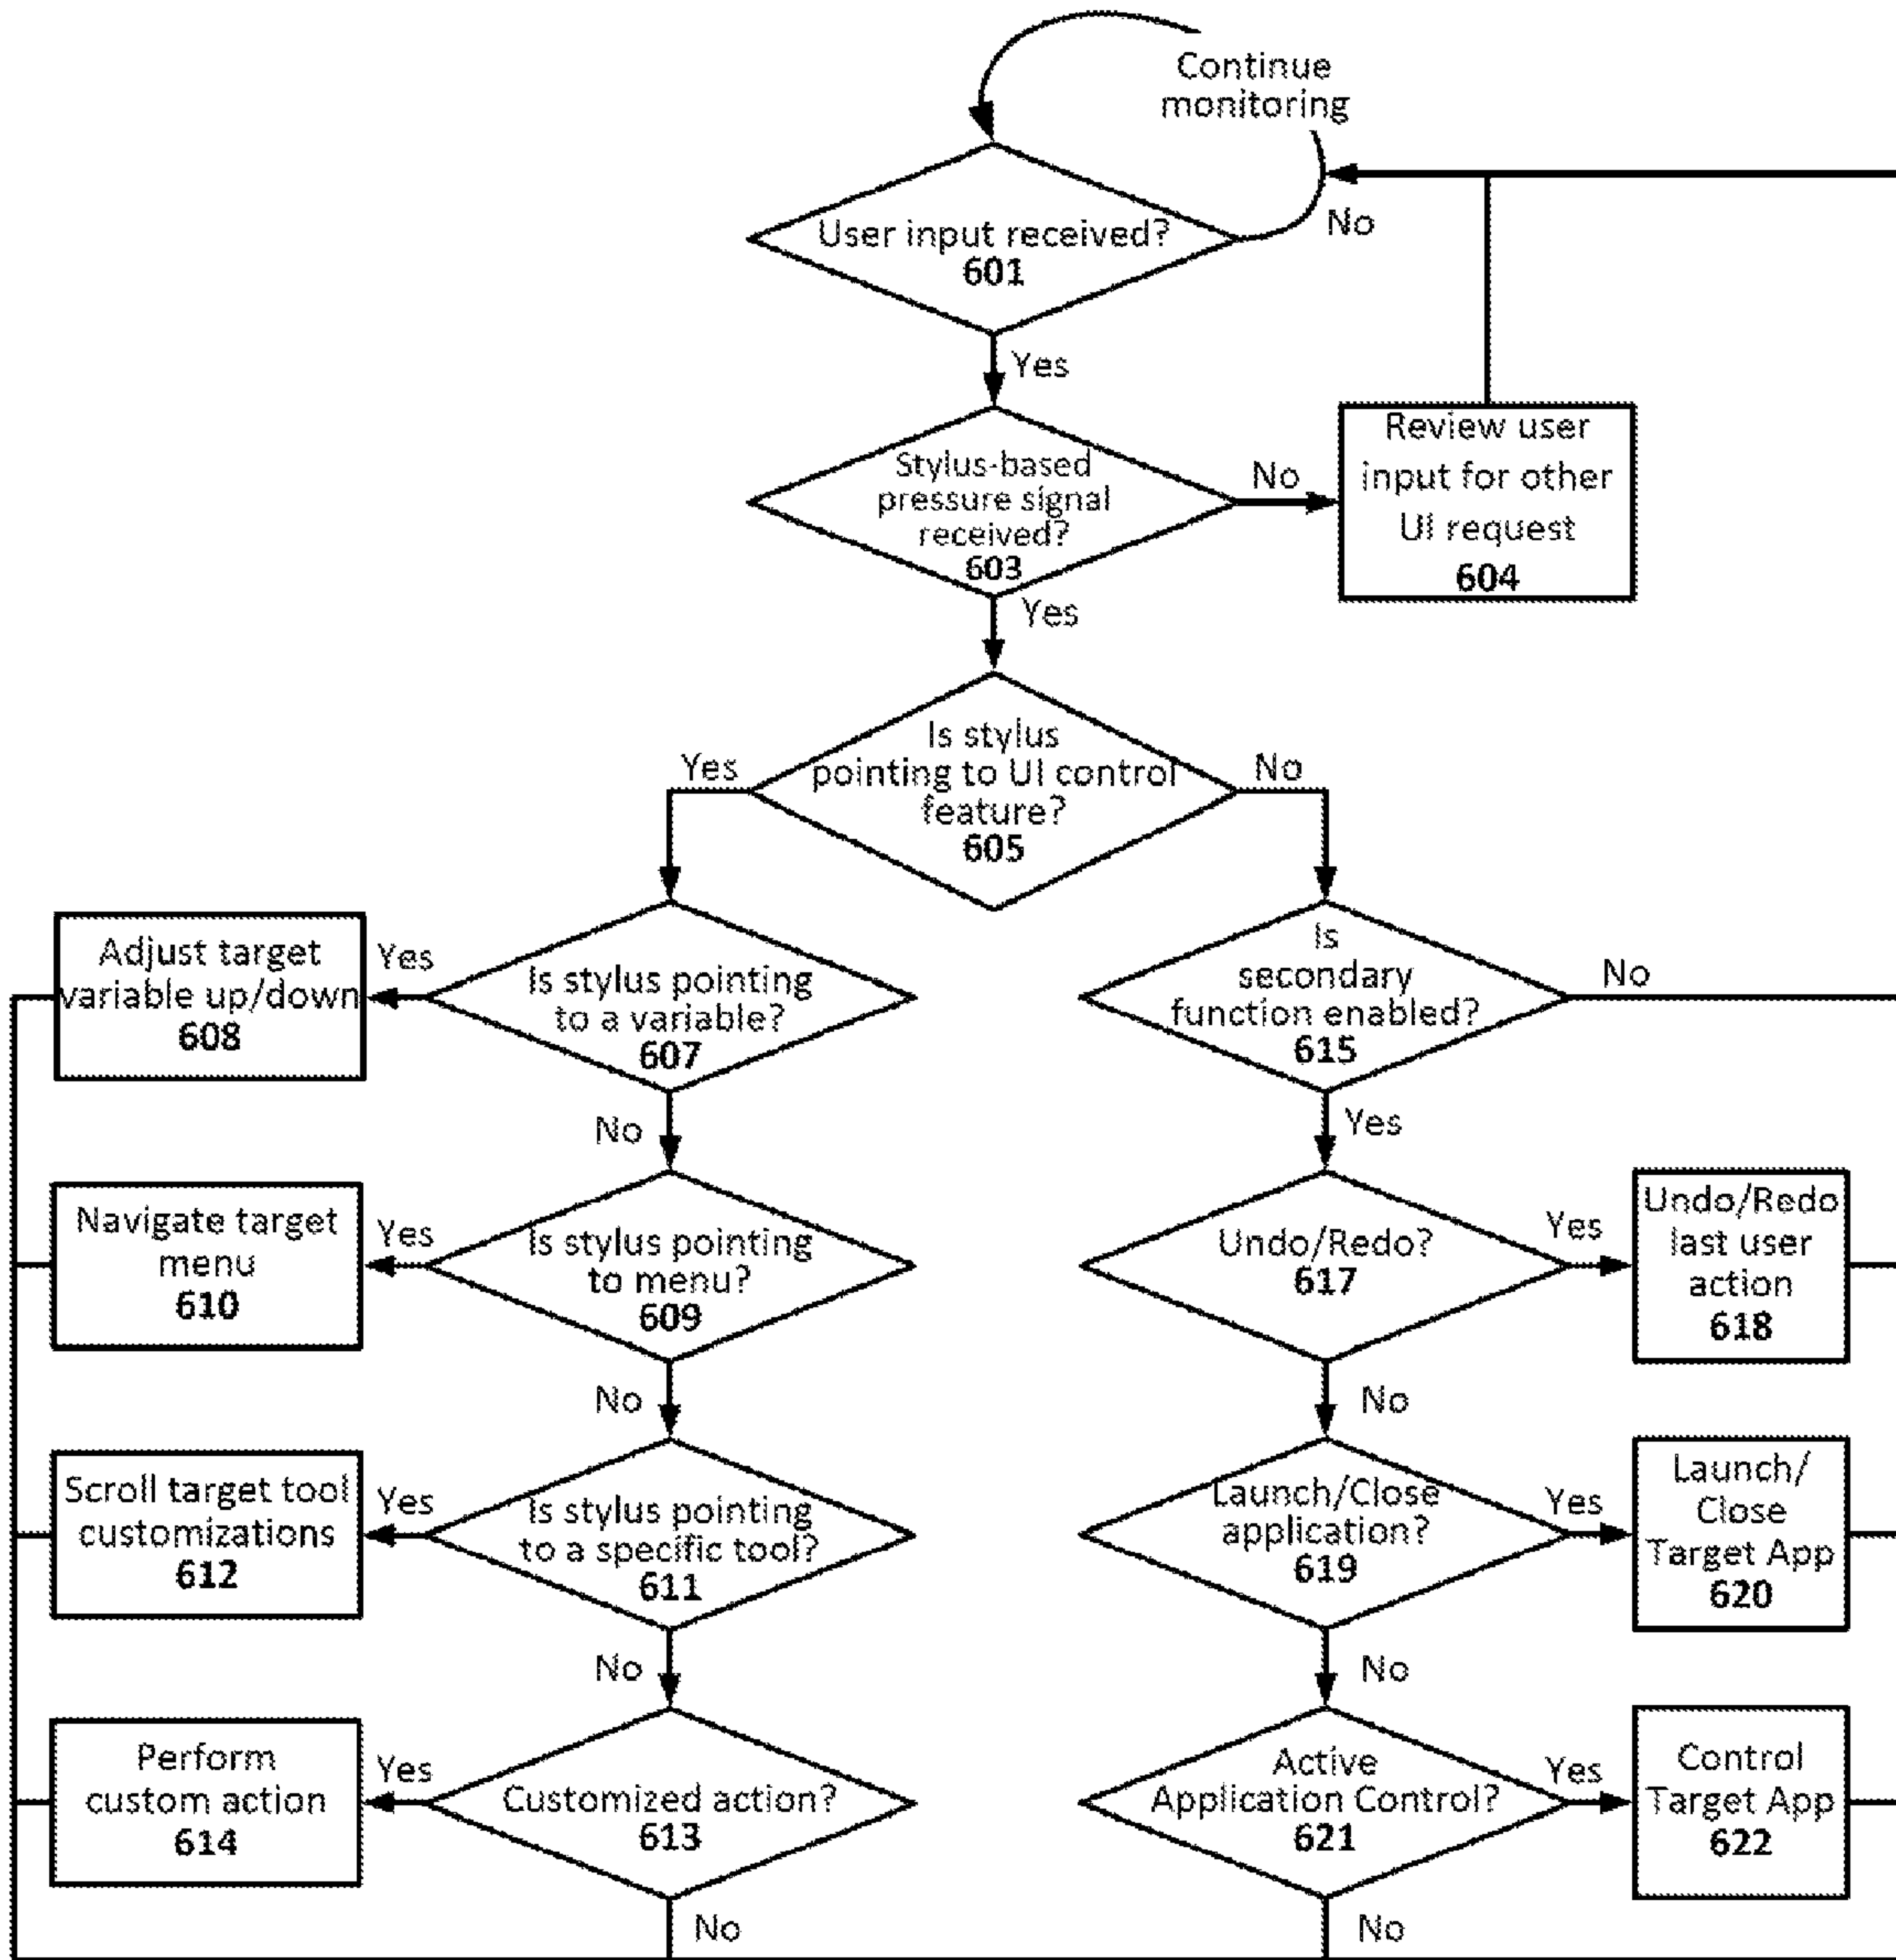 Continue
monitoring
User input received?
601
No
Yes
Stylus-based
pressure signal
received?
603
No
Review user
input for other
UI request
604
Yes
Is stylus
pointing to UI control
feature?
605
Yes
No
Adjust target
variable up/down
608
Yes
Is stylus pointing
to a variable?
607
Is
secondary
function enabled?
615
No
No
Yes
Navigate target
menu
610
Yes
Is stylus pointing
to menu?
609
Undo/Redo?
617
Yes
Undo/Redo
last user
action
618
No
No
Scroll target tool
customizations
612
Yes
Is stylus pointing
to a specific tool?
611
Launch/Close
application?
619
Yes
Launch/
Close
Target App
620
No
No
Perform
custom action
614
Yes
Customized action?
613
Active
Application Control?
621
Yes
Control
Target App
622
No
No